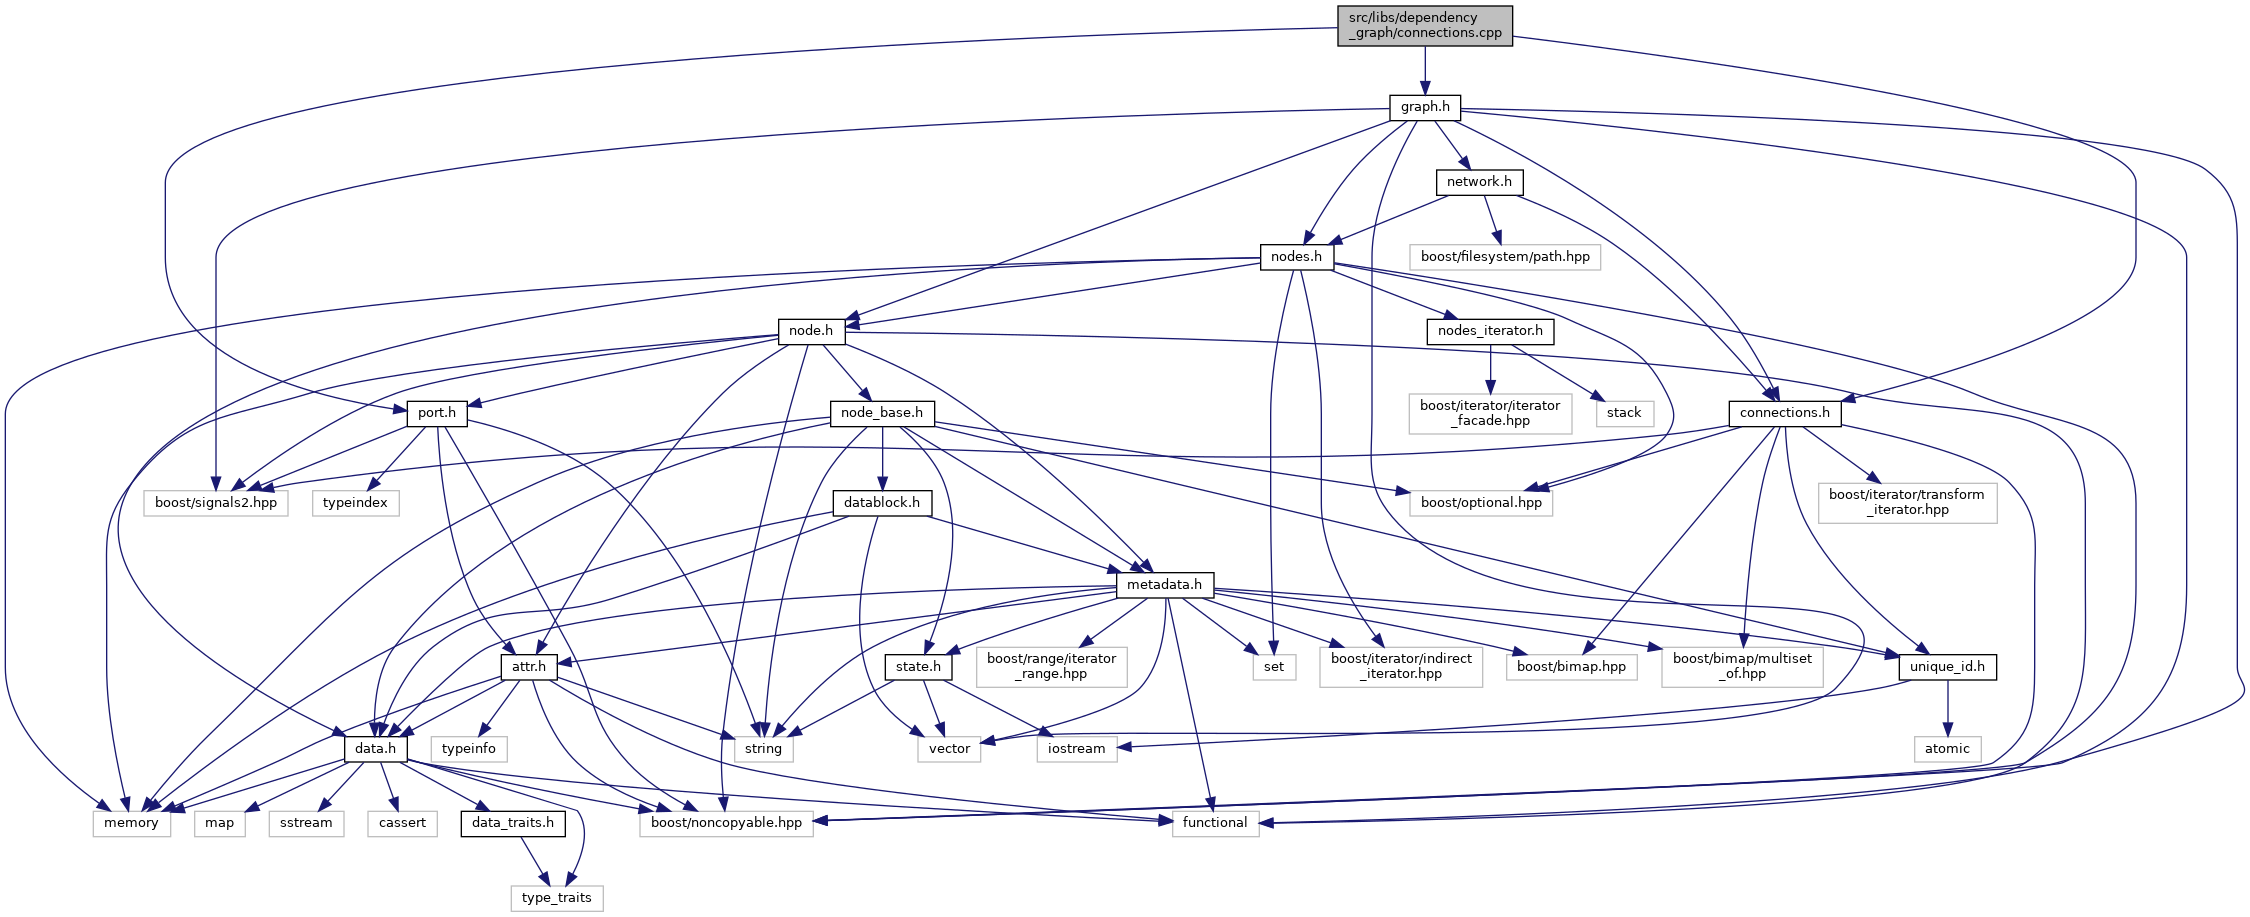 src/libs/dependency
_graph/connections.cpp
graph.h
network.h
nodes.h
boost/filesystem/path.hpp
node.h
nodes_iterator.h
port.h
node_base.h
boost/iterator/iterator
_facade.hpp
stack
connections.h
boost/signals2.hpp
typeindex
datablock.h
boost/optional.hpp
boost/iterator/transform
_iterator.hpp
metadata.h
attr.h
state.h
boost/range/iterator
_range.hpp
set
boost/iterator/indirect
_iterator.hpp
boost/bimap.hpp
boost/bimap/multiset
_of.hpp
unique_id.h
data.h
typeinfo
string
vector
iostream
atomic
memory
map
sstream
cassert
data_traits.h
boost/noncopyable.hpp
functional
type_traits